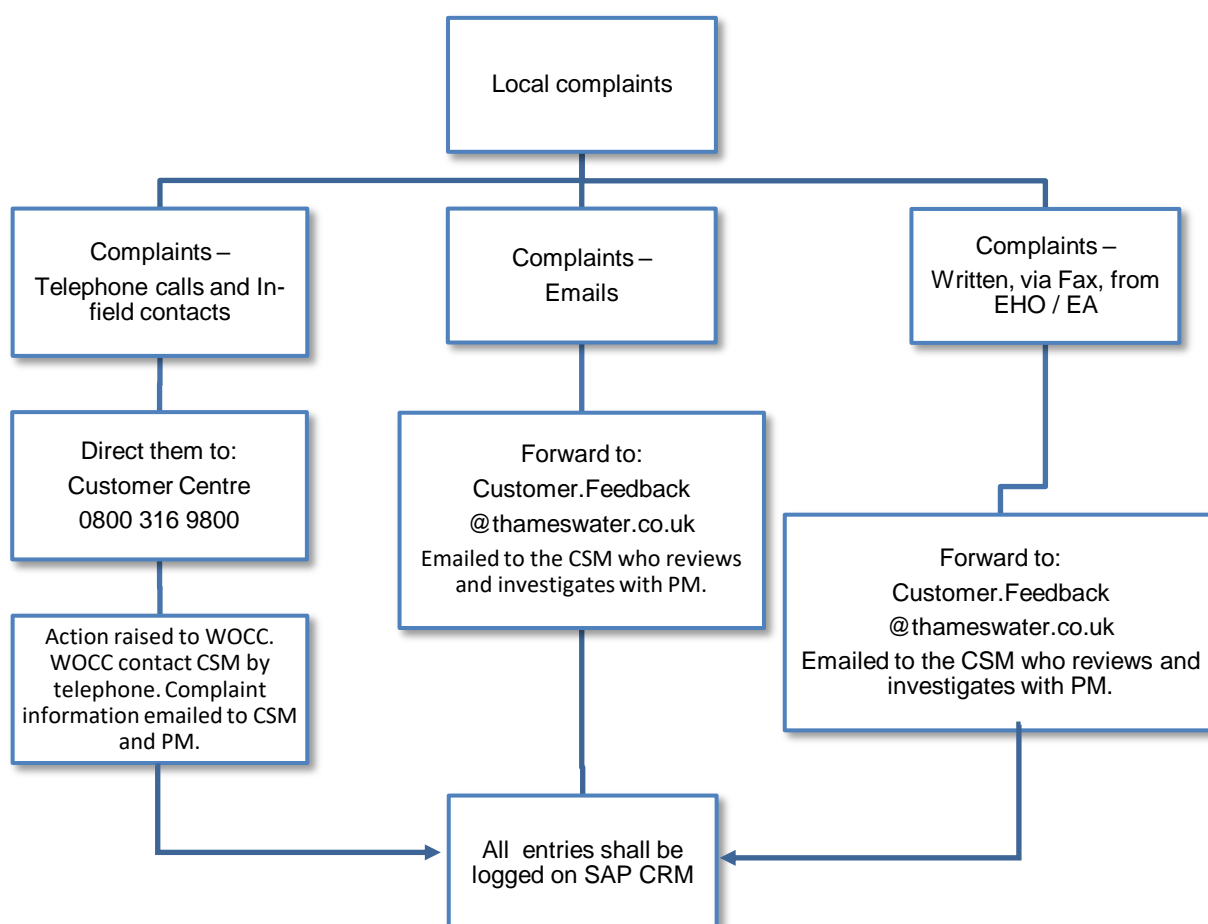 Local complaints
Complaints –
Telephone calls and In-
field contacts
Complaints –
Emails
Complaints –
Written, via Fax, from
EHO / EA
Direct them to:
Customer Centre
0800 316 9800
Forward to:
Customer.Feedback
@thameswater.co.uk
Emailed to the CSM who reviews
and investigates with PM.
Forward to:
Customer.Feedback
@thameswater.co.uk
Emailed to the CSM who reviews and
investigates with PM.
Action raised to WOCC.
WOCC contact CSM by
telephone. Complaint
information emailed to CSM
and PM.
All entries shall be
logged on SAP CRM